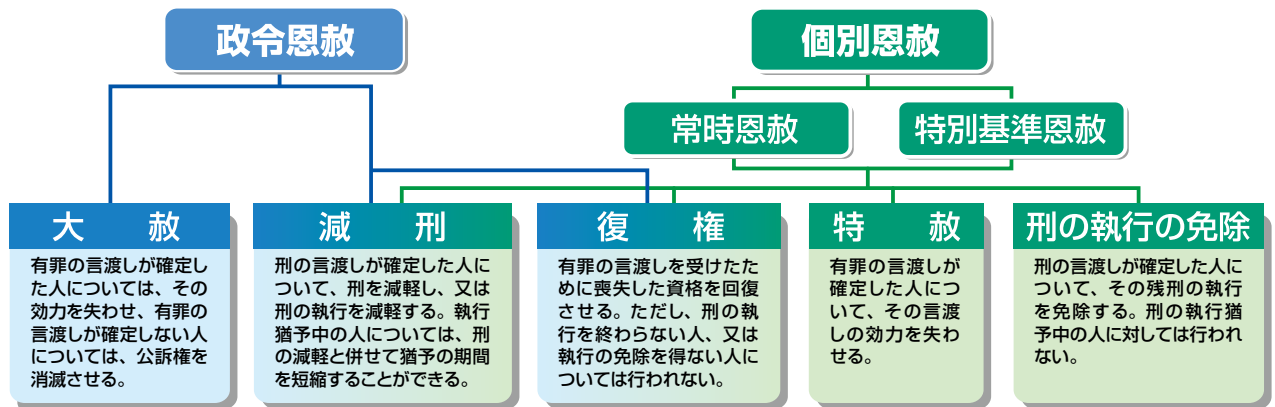 政令恩赦
個別恩赦
常時恩赦
特別基準恩赦
大　　赦
有罪の言渡しが確定し
た人については、その
効力を失わせ、有罪の
言渡しが確定しない人
については、公訴権を
消滅させる。
減　　刑
刑の言渡しが確定した人に
ついて、刑を減軽し、又は
刑の執行を減軽する。執行
猶予中の人については、刑
の減軽と併せて猶予の期間
を短縮することができる。
復　　権
有罪の言渡しを受けたた
めに喪失した資格を回復
させる。ただし、刑の執
行を終わらない人、又は
執行の免除を得ない人に
ついては行われない。
特　　赦
有罪の言渡しが
確定した人につ
いて、その言渡
しの効力を失わ
せる。
刑の執行の免除
刑の言渡しが確定した人に
ついて、その残刑の執行
を免除する。刑の執行猶
予中の人に対しては行われ
ない。